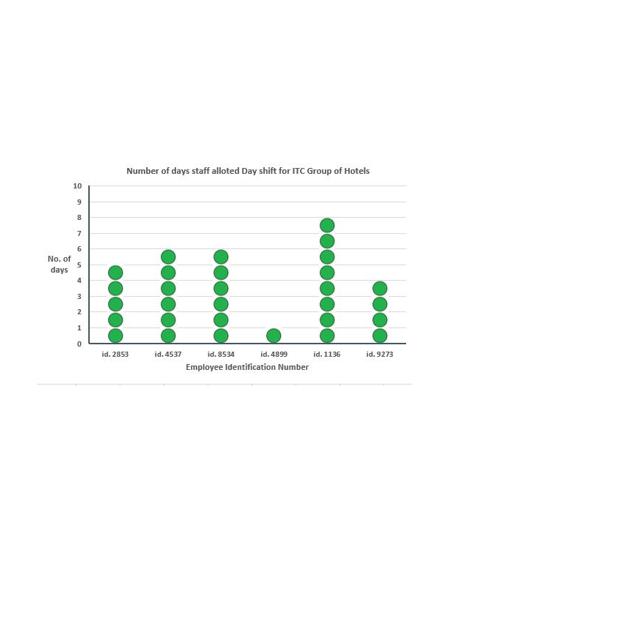 Number of days staff alloted Day shift for ITC Group of Hotels
10
9
8
7
6
5
4
3
2
1
0
No. of
days
id. 2853 id. 4537 id. 8534 id. 4899 id. 1136 id. 9273
Employee Identification Number